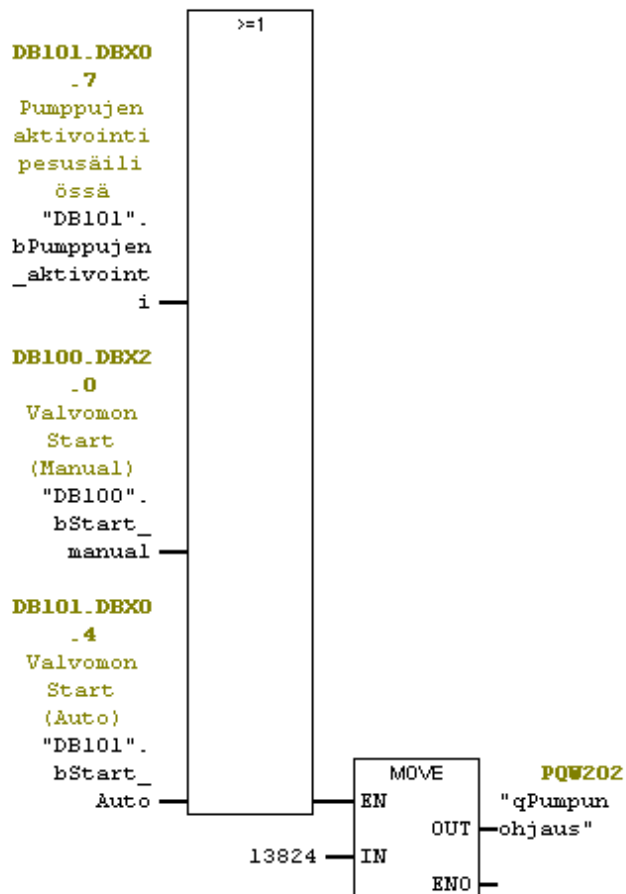 >=1
DB101.DBX0
.7
Pumppujen
aktivointi
pesusäili
össä
"DB101".
bPumppujen
_aktivoint
i
DB100.DBX2
.0
Valvomon
Start
(Manual)
"DB100".
bStart_
manual
DB101.DBX0
.4
Valvomon
Start
(Auto)
"DB101".
bStart_
Auto
MOVE
EN
13824 IN
OUT
ENO
PQW202
"qPumpun
ohjaus"